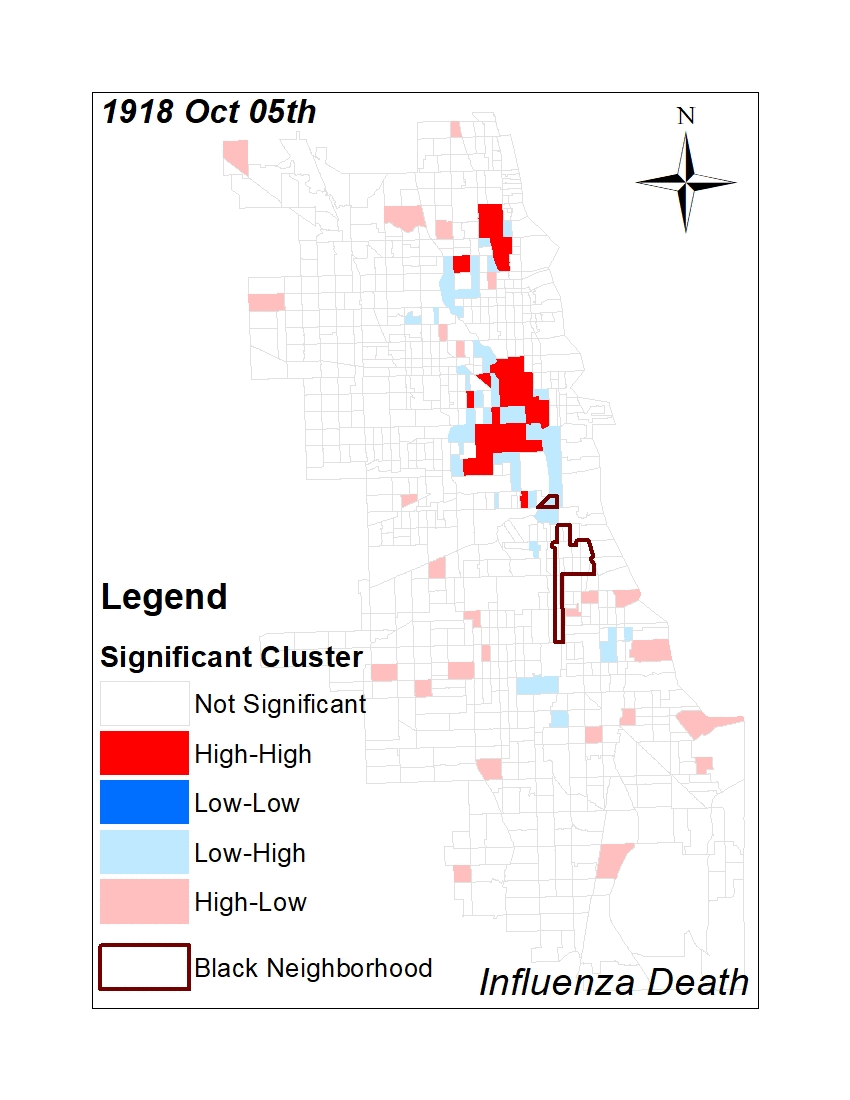 1918 Oct 05th
N
Legend
Significant Cluster
Not Significant
High-High
Low-Low
Low-High
High-Low
Black Neighborhood
Influenza Death